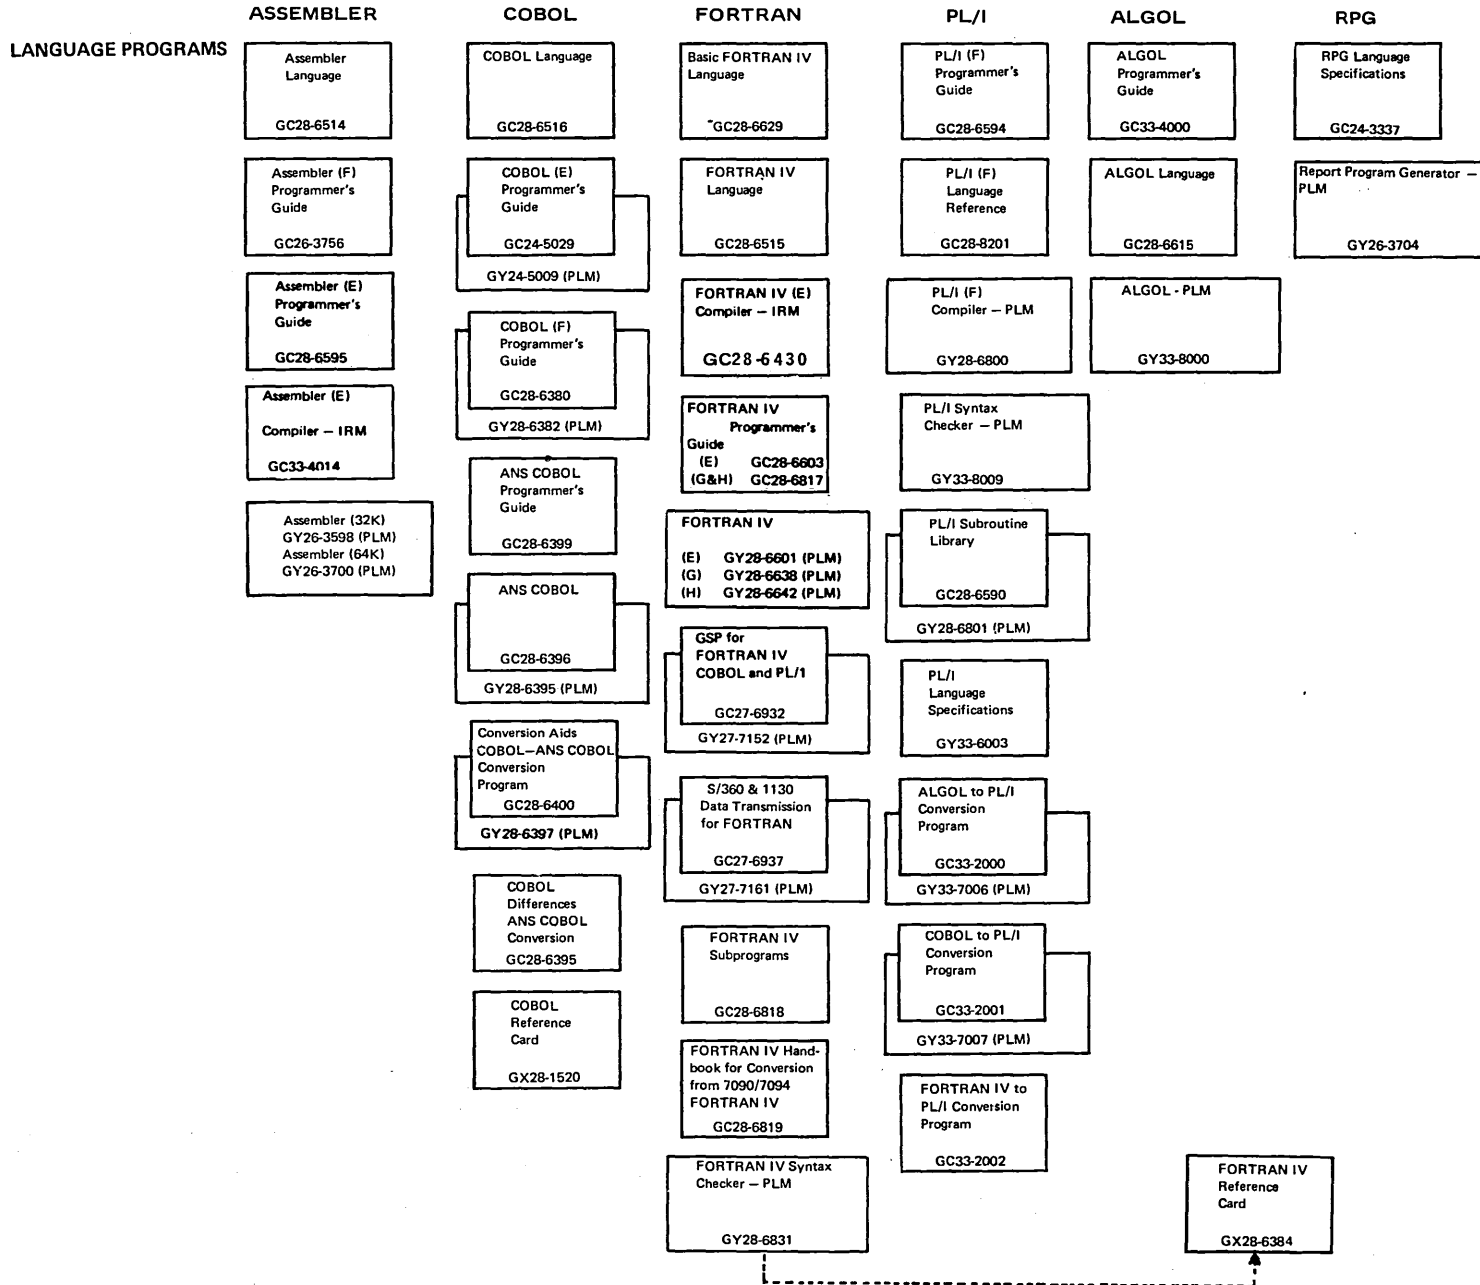 ASSEMBLER
COBOL
FORTRAN
PL/I
ALGOL
RPG
LANGUAGE PROGRAMS
Assembler
Language
GC28-6514
Assembler (F)
Programmer's
Guide
GC26-3756
Assembler (E)
Programmer's
Guide
GC28-6595
Assembler (E)
Compiler — IRM
GC33-4014
Assembler (32K)
GY26-3598 (PLM)
Assembler (64K)
GY26-3700 (PLM)
COBOL Language
GC28-6516
COBOL (E)
Programmer's
Guide
GC24-5029
GY24-5009 (PLM)
COBOL (F)
Programmer's
Guide
GC28-6380
GY28-6382 (PLM)
ANS COBOL
Programmer's
Guide
GC28-6399
ANS COBOL
GC28-6396
GY28-6395 (PLM)
Conversion Aids
COBOL—ANS COBOL
Conversion
Program
GC28-6400
GY28-6397 (PLM)
COBOL
Differences
ANS COBOL
Conversion
GC28-6395
COBOL
Reference
Card
GX28-1520
Basic FORTRAN IV
Language
GC28-6629
FORTRAN IV
Language
GC28-6515
FORTRAN IV (E)
Compiler — IRM
GC28-6430
FORTRAN IV
Programmer's
Guide
(E) GC28-6603
(G&H) GC28-6817
FORTRAN IV
(E) GY28-6601 (PLM)
(G) GY28-6638 (PLM)
(H) GY28-6642 (PLM)
GSP for
FORTRAN IV
COBOL and PL/1
GC27-6932
GY27-7152 (PLM)
S/360 & 1130
Data Transmission
for FORTRAN
GC27-6937
GY27-7161 (PLM)
FORTRAN IV
Subprograms
GC28-6818
FORTRAN IV Hand-
book for Conversion
from 7090/7094
FORTRAN IV
GC28-6819
FORTRAN IV Syntax
Checker — PLM
GY28-6831
PL/I (F)
Programmer's
Guide
GC28-6594
PL/I (F)
Language
Reference
GC28-8201
PL/I (F)
Compiler — PLM
GY28-6800
PL/I Syntax
Checker — PLM
GY33-8009
PL/I Subroutine
Library
GC28-6590
GY28-6801 (PLM)
PL/I
Language
Specifications
GY33-6003
ALGOL to PL/I
Conversion
Program
GC33-2000
GY33-7006 (PLM)
COBOL to PL/I
Conversion
Program
GC33-2001
GY33-7007 (PLM)
FORTRAN IV to
PL/I Conversion
Program
GC33-2002
ALGOL
Programmer's
Guide
GC33-4000
ALGOL Language
GC28-6615
ALGOL - PLM
GY33-8000
RPG Language
Specifications
GC24-3337
Report Program Generator —
PLM
GY26-3704
FORTRAN IV
Reference
Card
GX28-6384